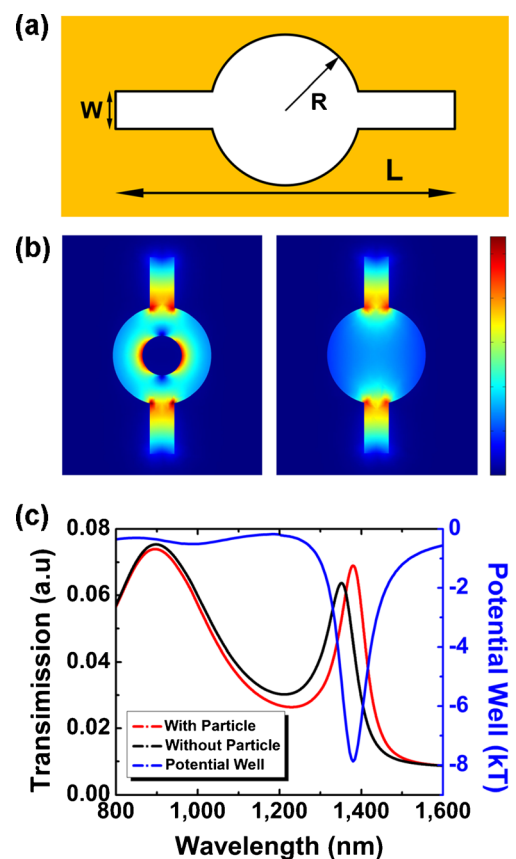 (a)
W
R
L
(b)
(c)
Transimission (a.u)
0.08
0.06
0.04
0.02
0.00
0
-2
-4
-6
-8
Potential Well (kT)
With Particle
Without Particle
Potential Well
800
1,000
1,200
1,400
1,600
Wavelength (nm)